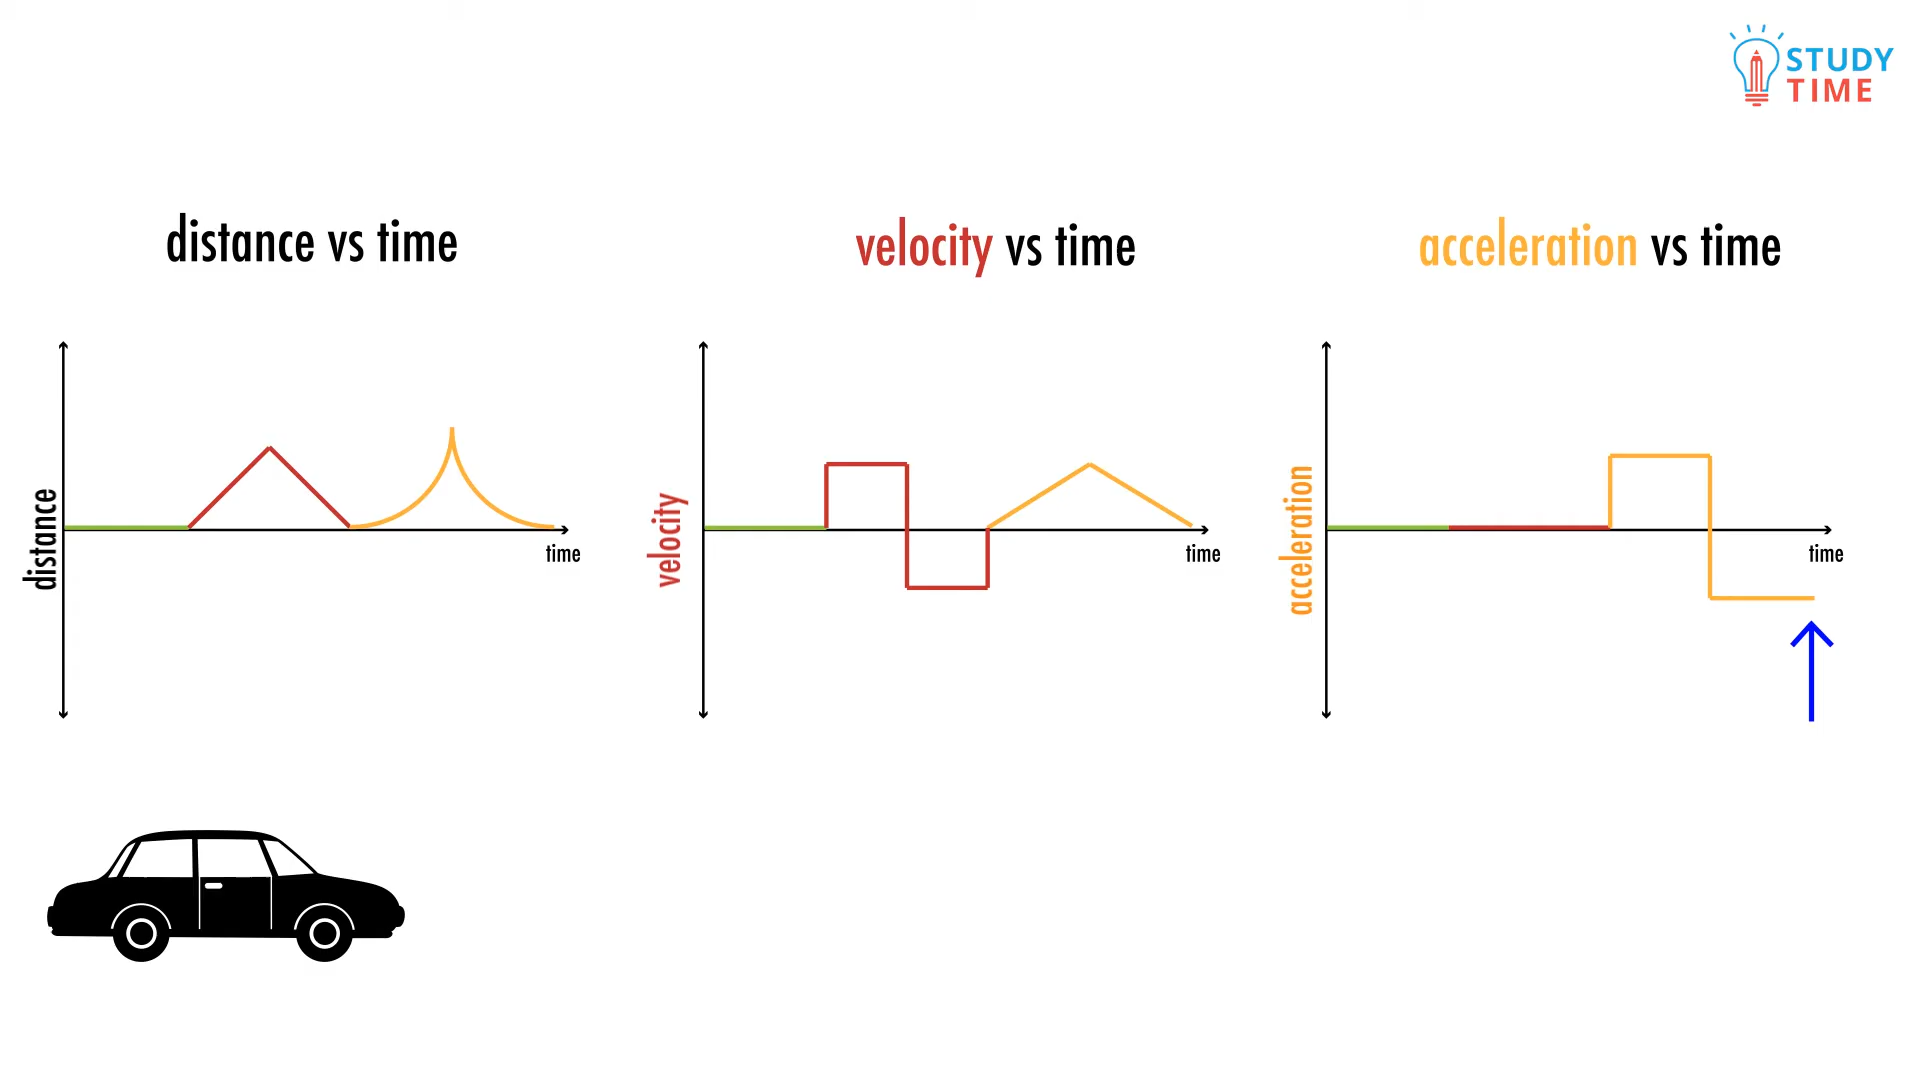 STUDY
TIME
distance vs time
velocity vs time
acceleration vs time
distance
time
velocity
time
acceleration
time